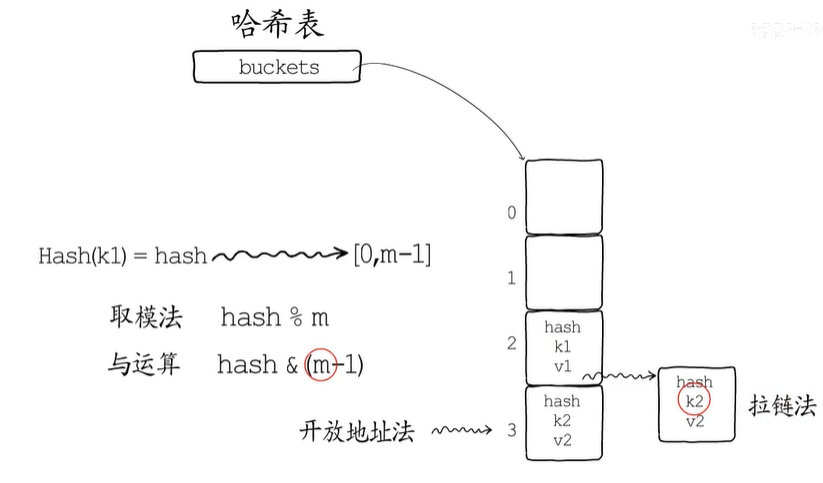 哈希表
buckets
0
Hash(k1) = hash [0,m-1]
1
取模法 hash % m
hash
k1
v1
2
与运算 hash & (m-1)
hash
k2
v2
拉链法
hash
k2
v2
开放地址法 3